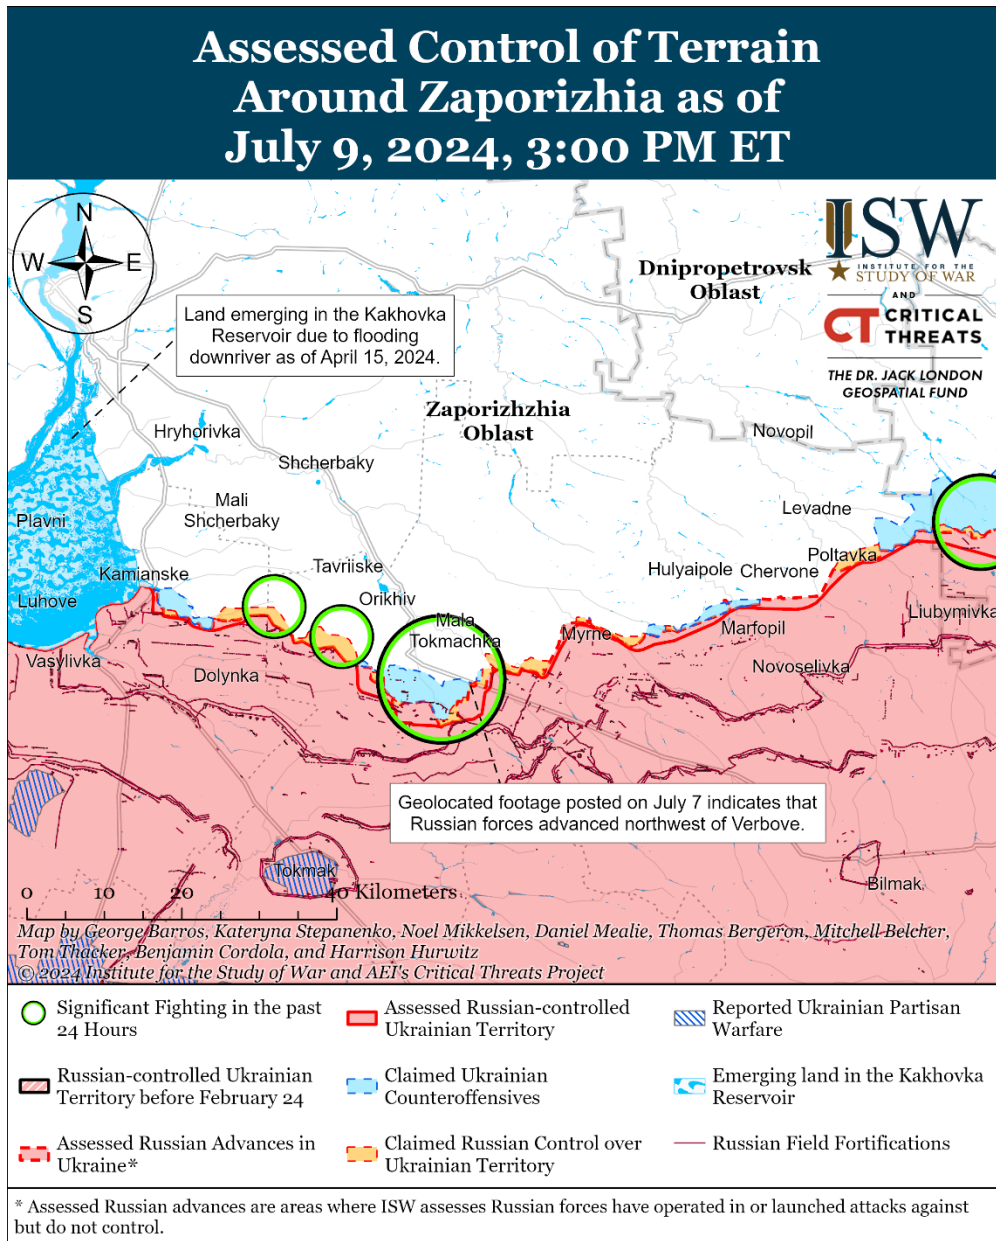 Assessed Control of Terrain
Around Zaporizhia as of
July 9, 2024, 3:00 PM ET
N
W
E
S
ISW
INSTITUTE FOR THE
STUDY OF WAR
AND
CT CRITICAL
THREATS
THE DR. JACK LONDON
GEOSPATIAL FUND
Dnipropetrovsk
Oblast
Land emerging in the Kakhovka
Reservoir due to flooding
downriver as of April 15, 2024.
Zaporizhzhia
Oblast
Hryhorivka
Novopil
Shcherbaky
Mali
Shcherbaky
Levadne
Plavni
Poltavka
Tavriiske
Hulyaipole
Chervone
Kamianske
Orikhiv
Luhove
Liubymivka
Mala
Tokmachka
Myrne
Marfopil
Vasylivka
Dolynka
Novoselivka
Geolocated footage posted on July 7 indicates that
Russian forces advanced northwest of Verbove.
Tokmak
Bilmak
0 10 20 40 Kilometers
Map by George Barros, Kateryna Stepanenko, Noel Mikkelsen, Daniel Mealie, Thomas Bergeron, Mitchell Belcher,
Tom Thacker, Benjamin Cordola, and Harrison Hurwitz
© 2024 Institute for the Study of War and AEI's Critical Threats Project
Significant Fighting in the past
24 Hours
Assessed Russian-controlled
Ukrainian Territory
Reported Ukrainian Partisan
Warfare
Russian-controlled Ukrainian
Territory before February 24
Claimed Ukrainian
Counteroffensives
Emerging land in the Kakhovka
Reservoir
Assessed Russian Advances in
Ukraine*
Claimed Russian Control over
Ukrainian Territory
Russian Field Fortifications
* Assessed Russian advances are areas where ISW assesses Russian forces have operated in or launched attacks against
but do not control.